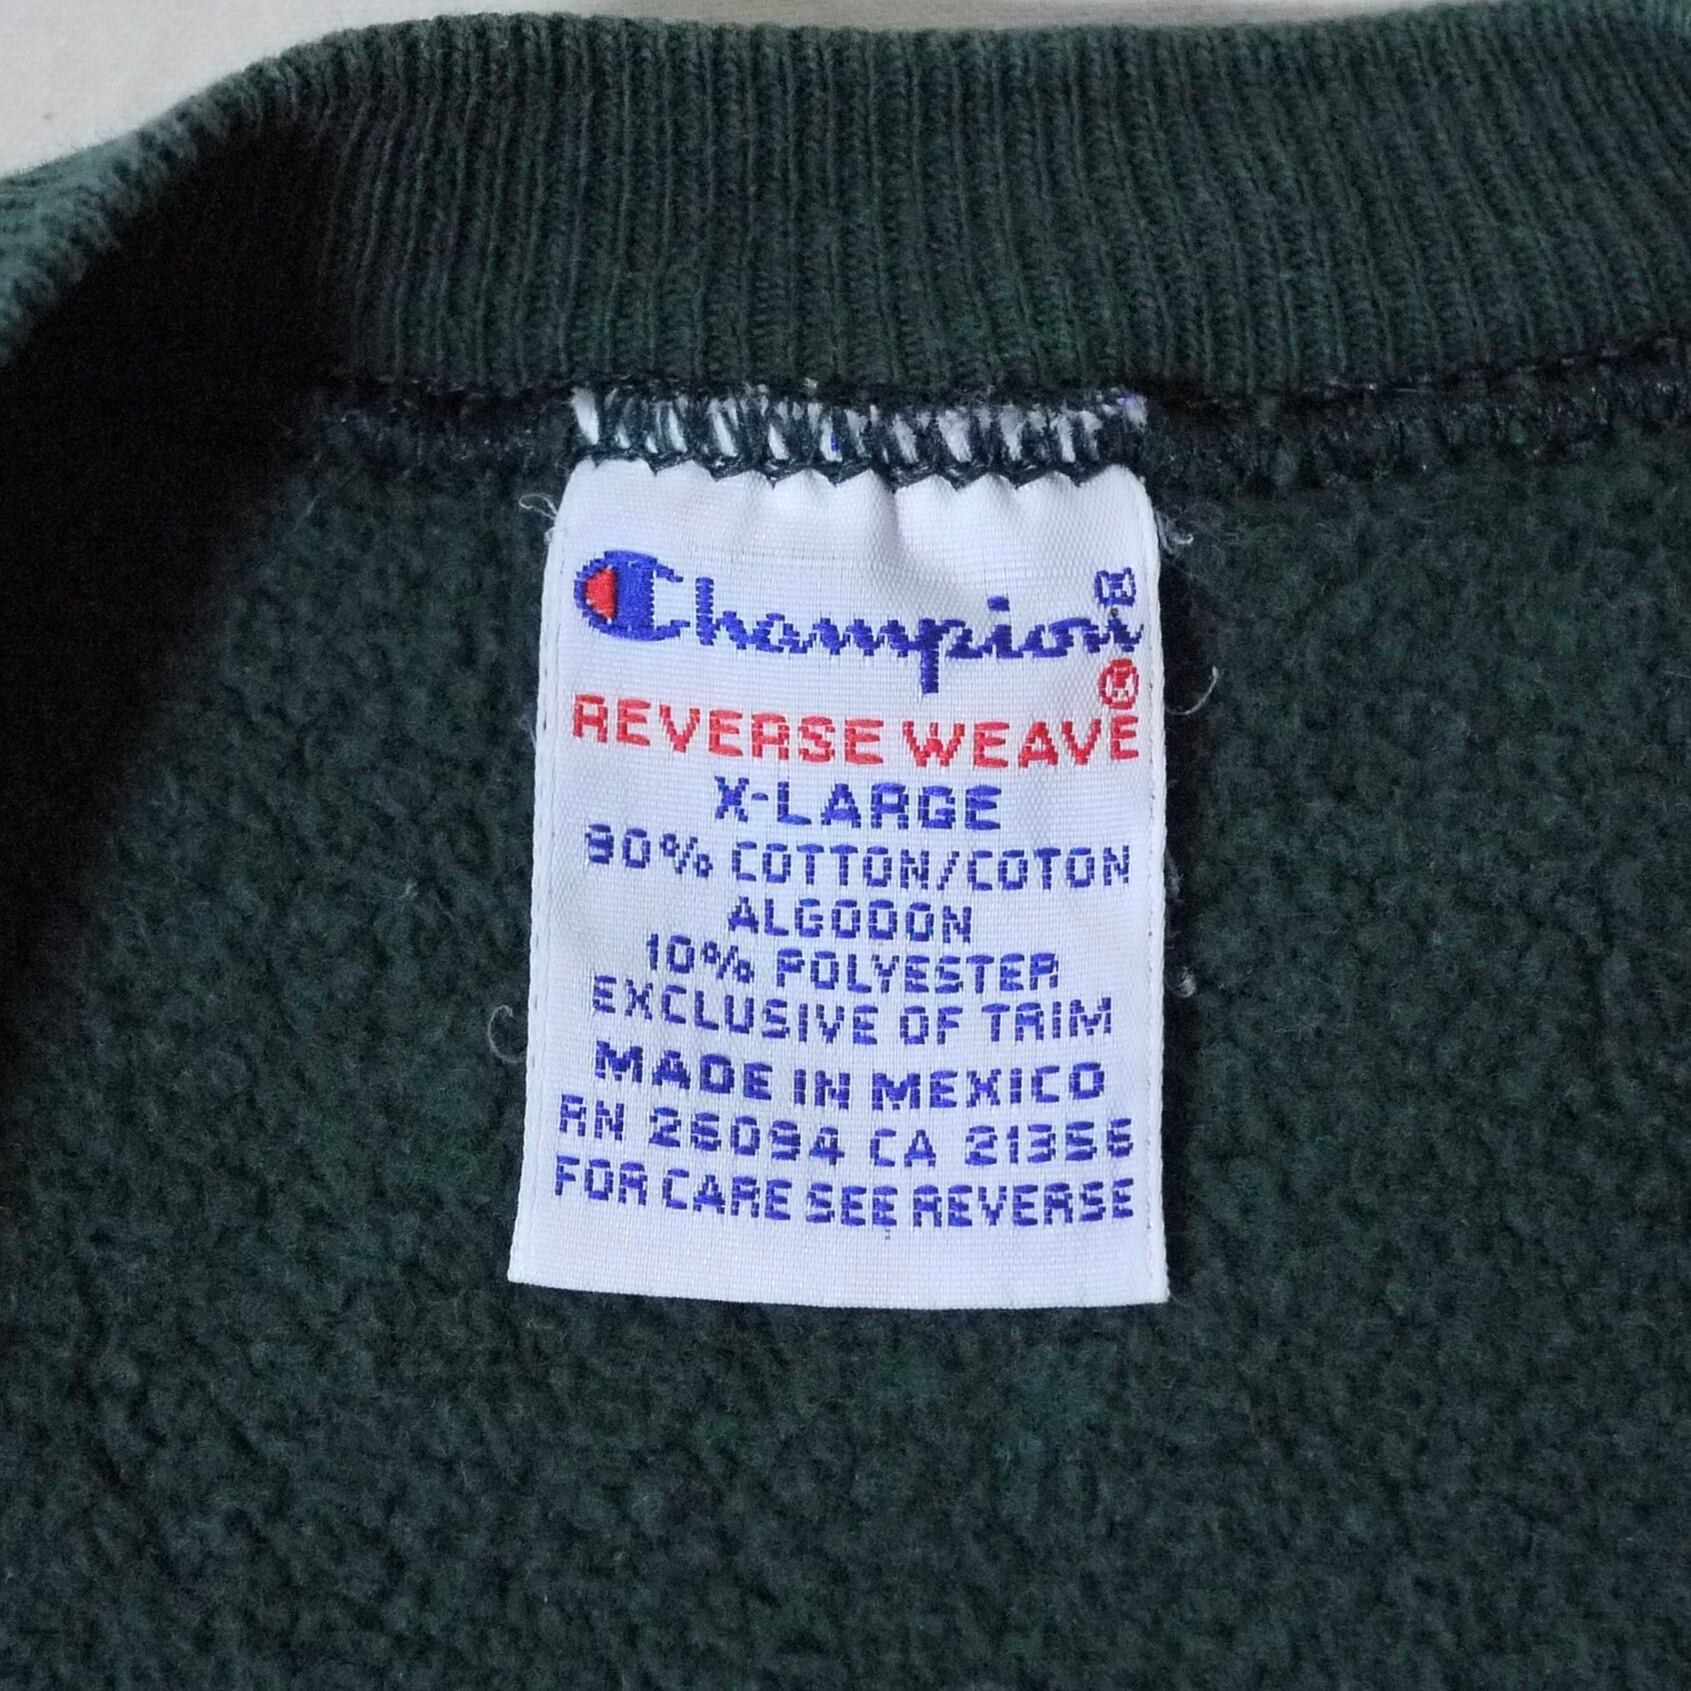 Champion®
REVERSE WEAVE®
X-LARGE
90% COTTON/COTON
ALGODON
10% POLYESTER
EXCLUSIVE OF TRIM
MADE IN MEXICO
RN 26094 CA 21356
FOR CARE SEE REVERSE